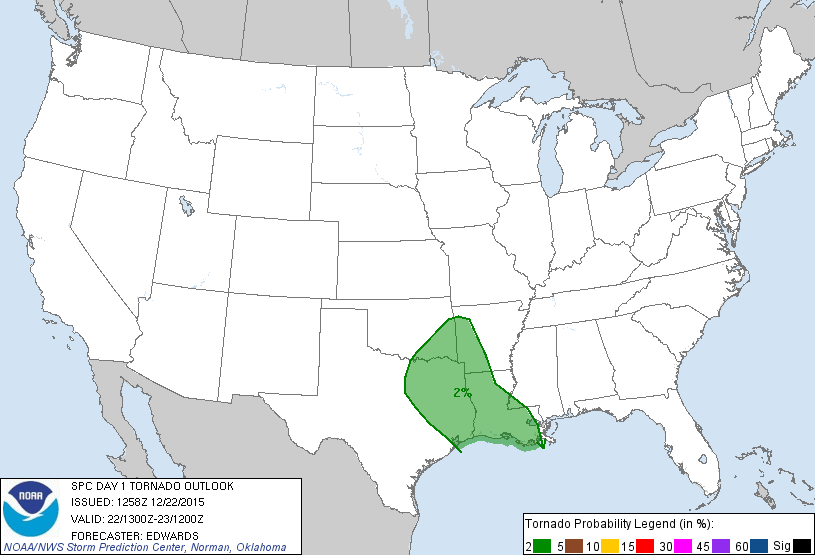 2%
NOAA
SPC DAY 1 TORNADO OUTLOOK
ISSUED: 1258Z 12/22/2015
VALID: 22/1300Z-23/1200Z
FORECASTER: EDWARDS
NOAA/NWS Storm Prediction Center, Norman, Oklahoma
Tornado Probability Legend (in %):
2 5 10 15 30 45 60 Sig